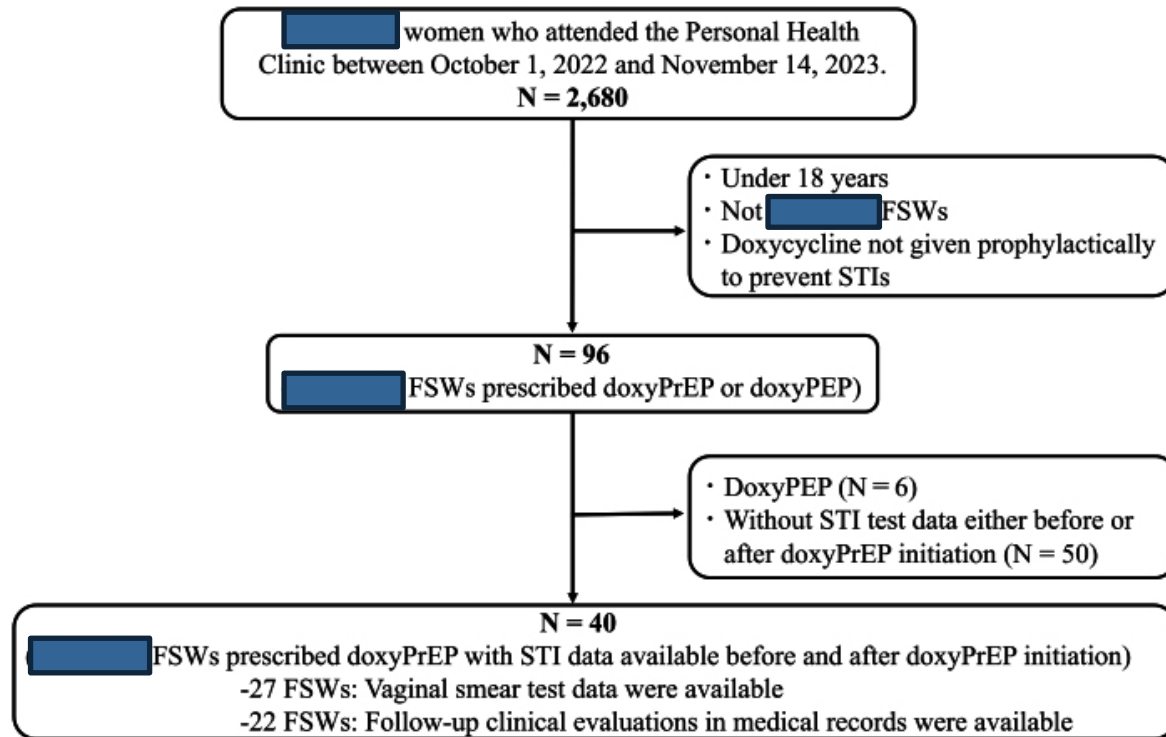 women who attended the Personal Health
Clinic between October 1, 2022 and November 14, 2023.
N = 2,680
・Under 18 years
・Not FSWs
・Doxycycline not given prophylactically
to prevent STIs
N = 96
FSWs prescribed doxyPrEP or doxyPEP)
・DoxyPEP (N = 6)
・Without STI test data either before or
after doxyPrEP initiation (N = 50)
N = 40
FSWs prescribed doxyPrEP with STI data available before and after doxyPrEP initiation)
-27 FSWs: Vaginal smear test data were available
-22 FSWs: Follow-up clinical evaluations in medical records were available